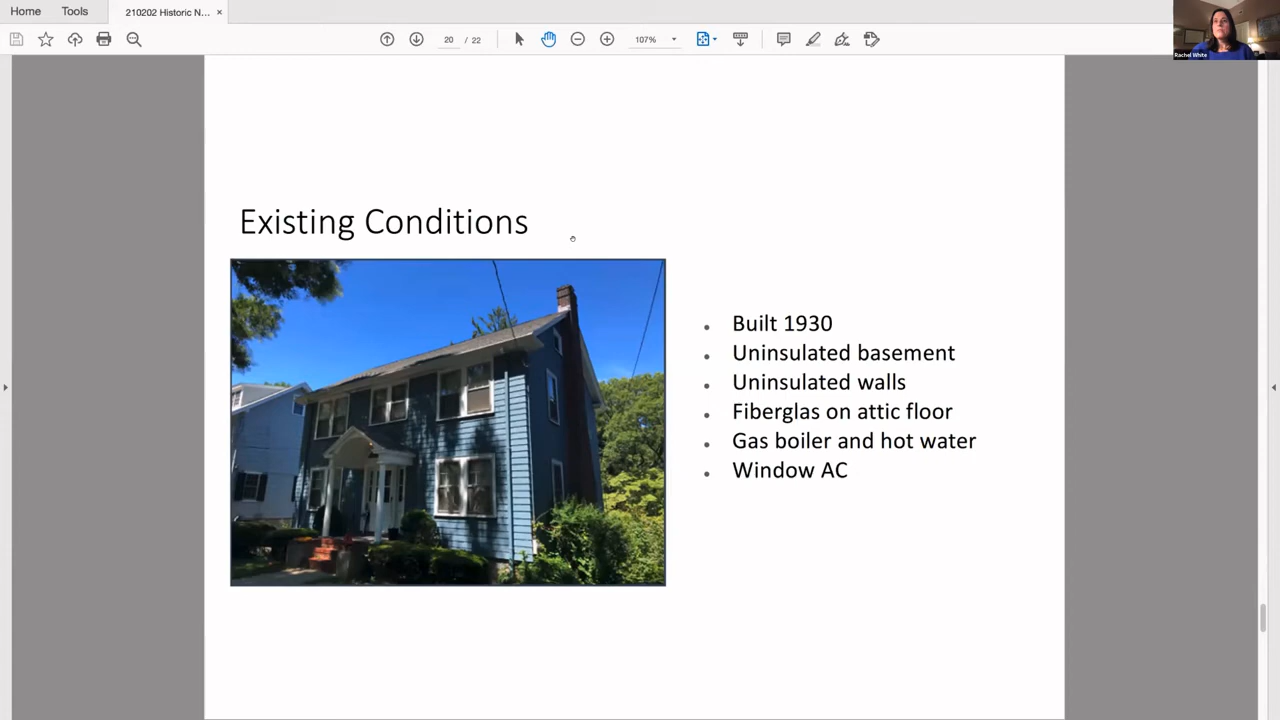 Home
Tools
210202 Historic N...
20 / 22
107%
Rachel White
Existing Conditions
Built 1930
Uninsulated basement
Uninsulated walls
Fiberglas on attic floor
Gas boiler and hot water
Window AC